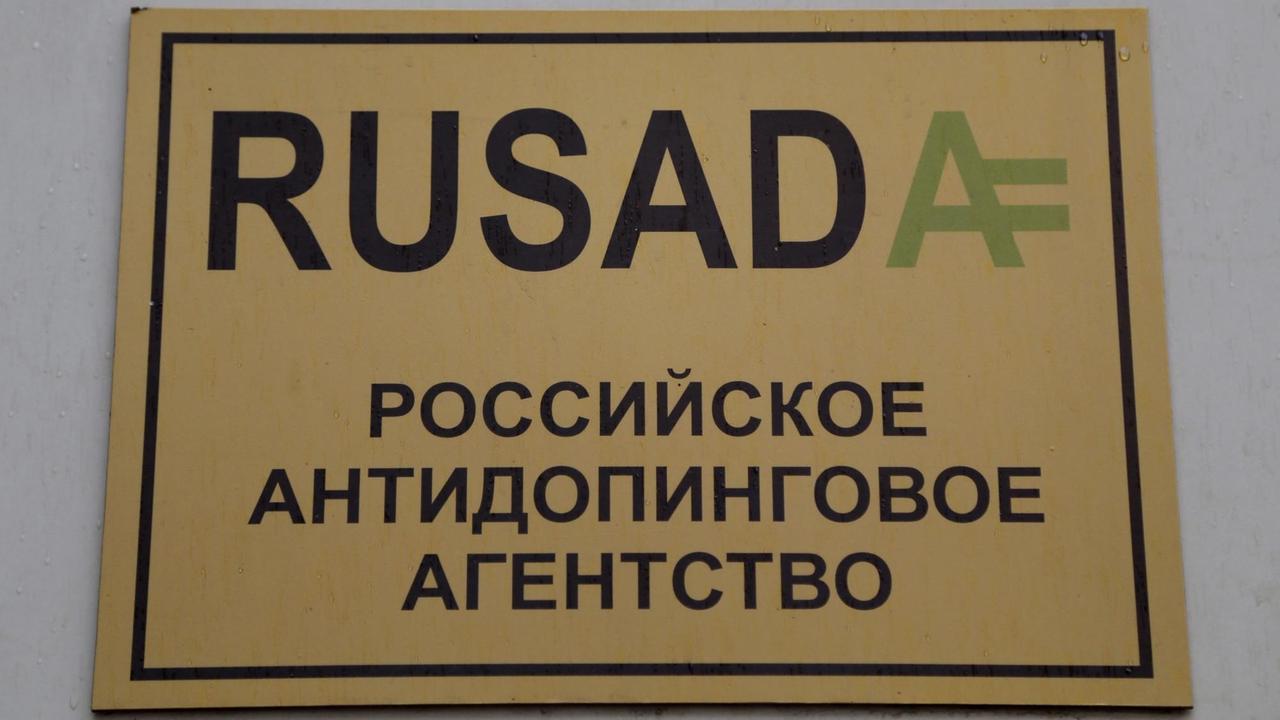 RUSADA
РОССИЙСКОЕ
АНТИДОПИНГОВОЕ
АГЕНТСТВО